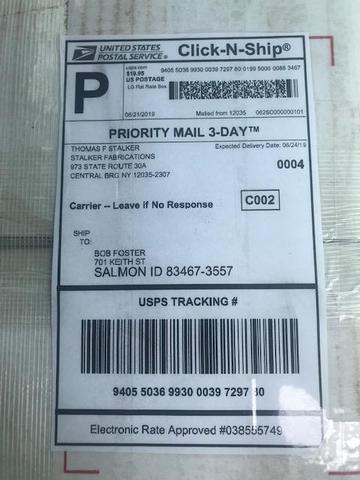 UNITED STATES
POSTAL SERVICE®
Click-N-Ship®
P
usps.com
$19.95
US POSTAGE
LG Flat Rate Box
9405 5036 9930 0039 7297 80 0199 5000 0088 3467
06/21/2019
Mailed from 12035
062S0000000101
PRIORITY MAIL 3-DAY™
THOMAS F STALKER
STALKER FABRICATIONS
973 STATE ROUTE 30A
CENTRAL BRG NY 12035-2307
Expected Delivery Date: 06/24/19
0004
Carrier -- Leave if No Response
C002
SHIP
TO:
BOB FOSTER
701 KEITH ST
SALMON ID 83467-3557
USPS TRACKING #
9405 5036 9930 0039 7297 80
Electronic Rate Approved #038555749